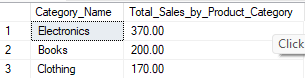 Category_Name Total_Sales_by_Product_Category
1 Electronics 370.00
2 Books 200.00
3 Clothing 170.00
Click